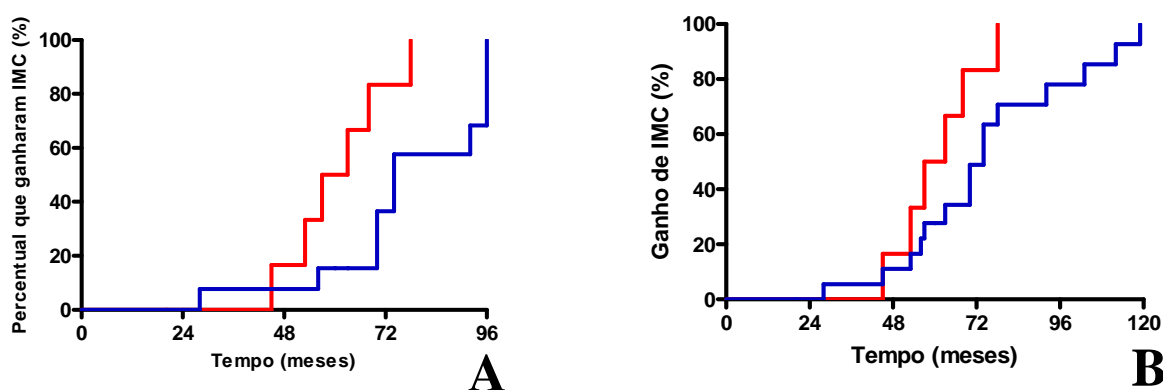 Percentual que ganharam IMC (%)
100
80
60
40
20
0
0 24 48 72 96
Tempo (meses)
A
Ganho de IMC (%)
100
80
60
40
20
0
0 24 48 72 96 120
Tempo (meses)
B